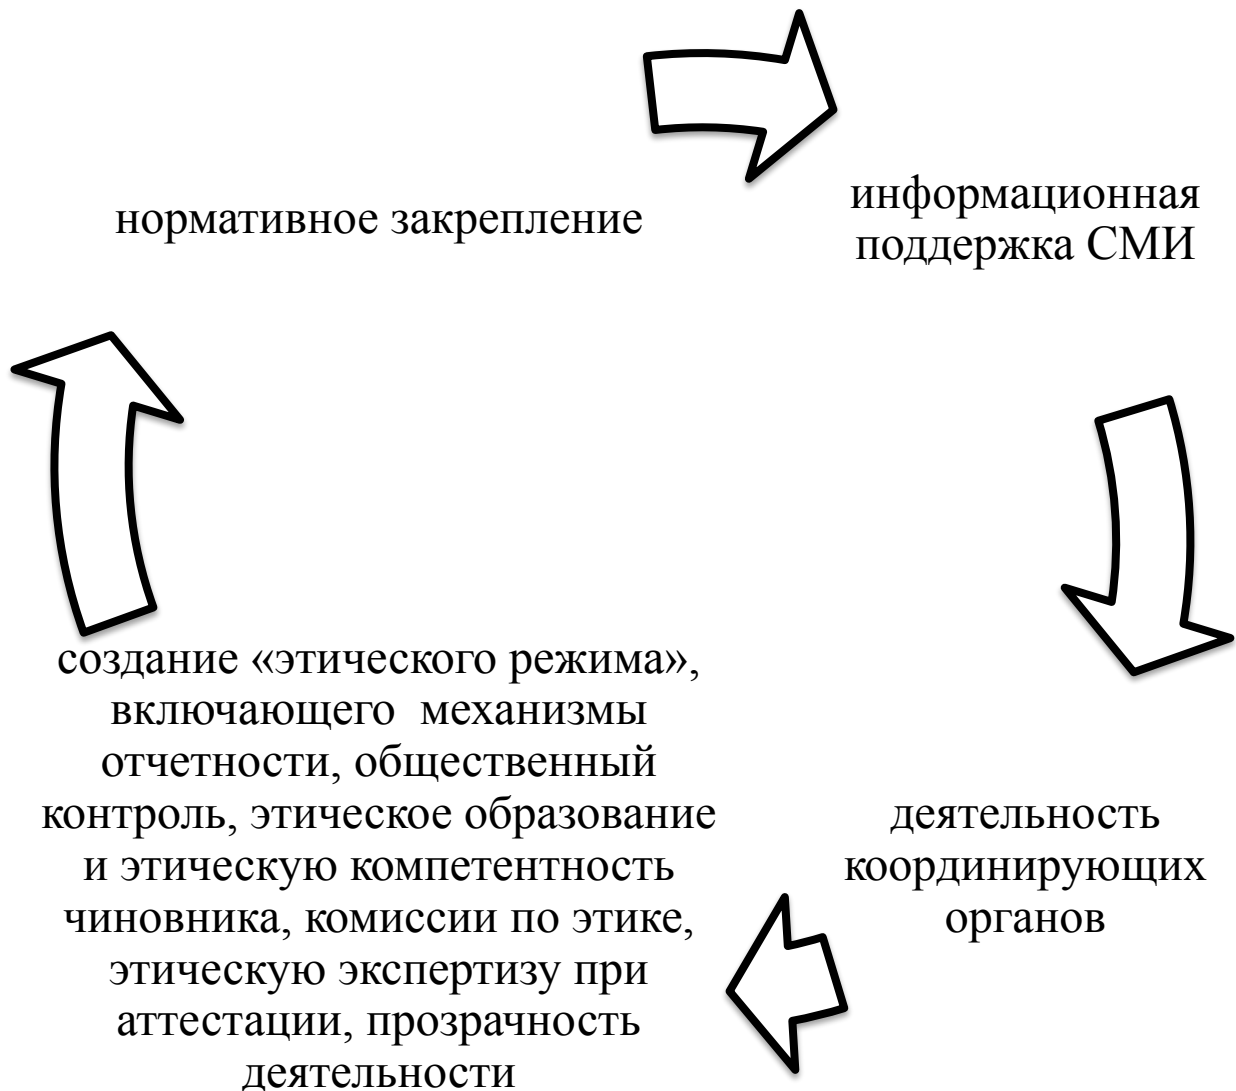 нормативное закрепление
информационная
поддержка СМИ
деятельность
координирующих
органов
создание «этического режима»,
включающего механизмы
отчетности, общественный
контроль, этическое образование
и этическую компетентность
чиновника, комиссии по этике,
этическую экспертизу при
аттестации, прозрачность
деятельности